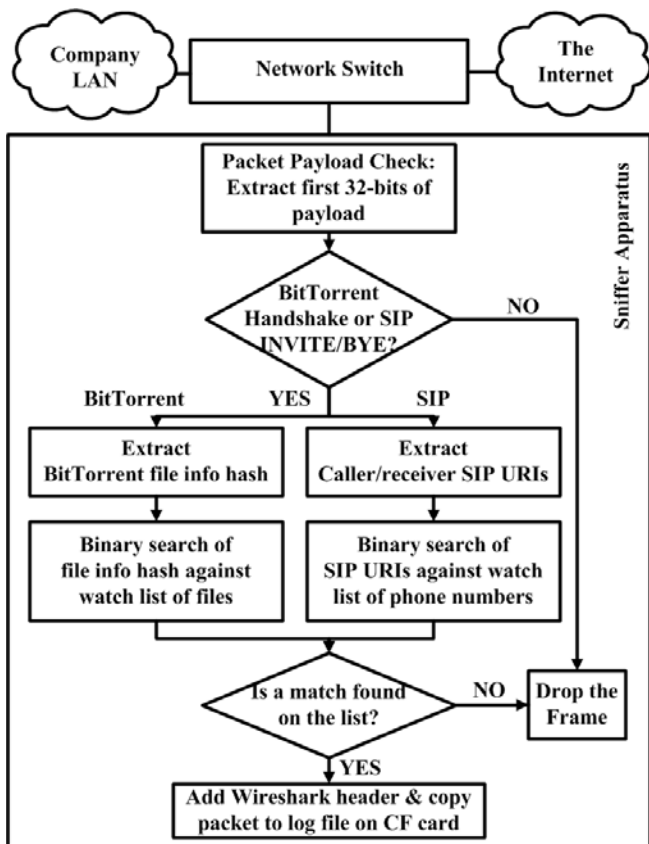 Company
LAN
Network Switch
The
Internet
Sniffer Apparatus
Packet Payload Check:
Extract first 32-bits of
payload
BitTorrent
Handshake or SIP
INVITE/BYE?
NO
BitTorrent
YES
SIP
Extract
BitTorrent file info hash
Extract
Caller/receiver SIP URIs
Binary search of
file info hash against
watch list of files
Binary search of
SIP URIs against watch
list of phone numbers
Is a match found
on the list?
NO
Drop the
Frame
YES
Add Wireshark header & copy
packet to log file on CF card